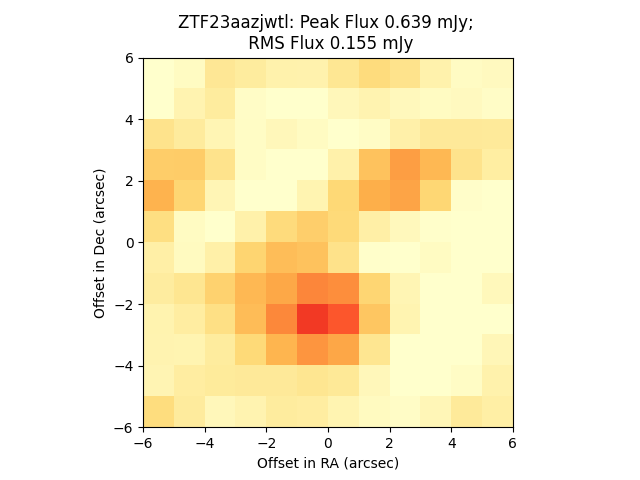 ZTF23aazjwtl: Peak Flux 0.639 mJy;
RMS Flux 0.155 mJy
6
4
2
0
−2
−4
−6
Offset in Dec (arcsec)
−6 −4 −2 0 2 4 6
Offset in RA (arcsec)